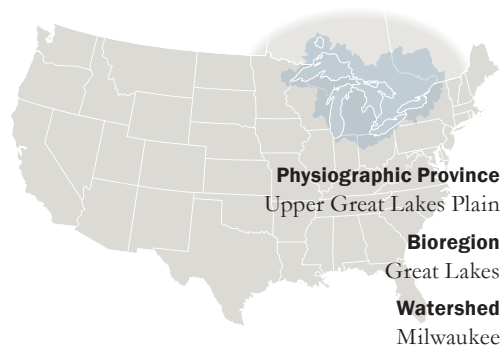 Physiographic Province
Upper Great Lakes Plain
Bioregion
Great Lakes
Watershed
Milwaukee